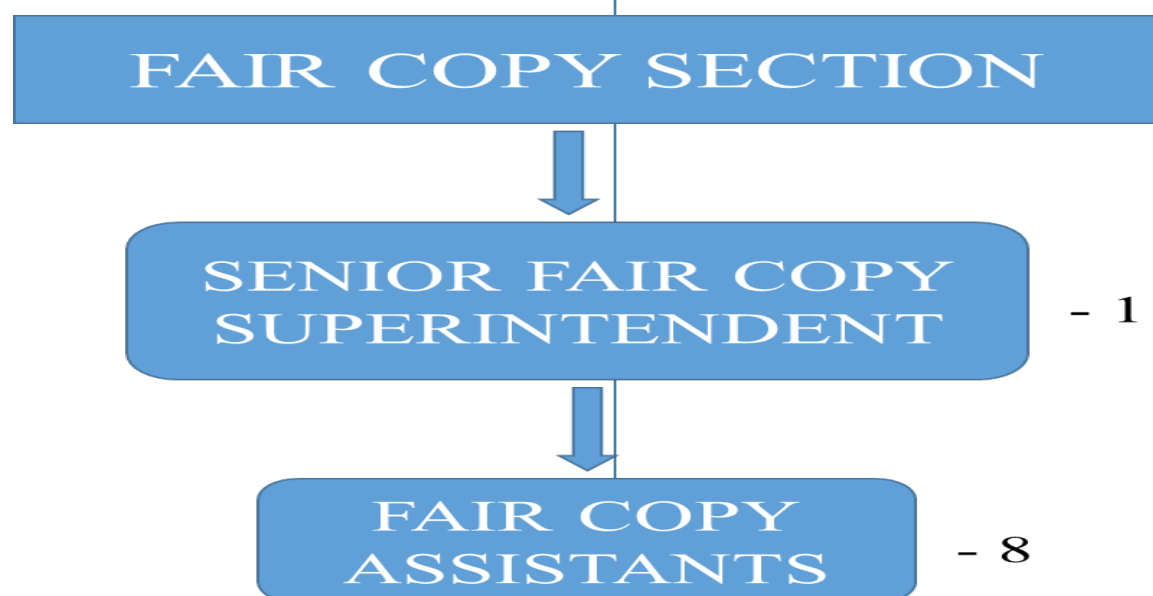 FAIR COPY SECTION
SENIOR FAIR COPY
SUPERINTENDENT
- 1
FAIR COPY
ASSISTANTS
- 8